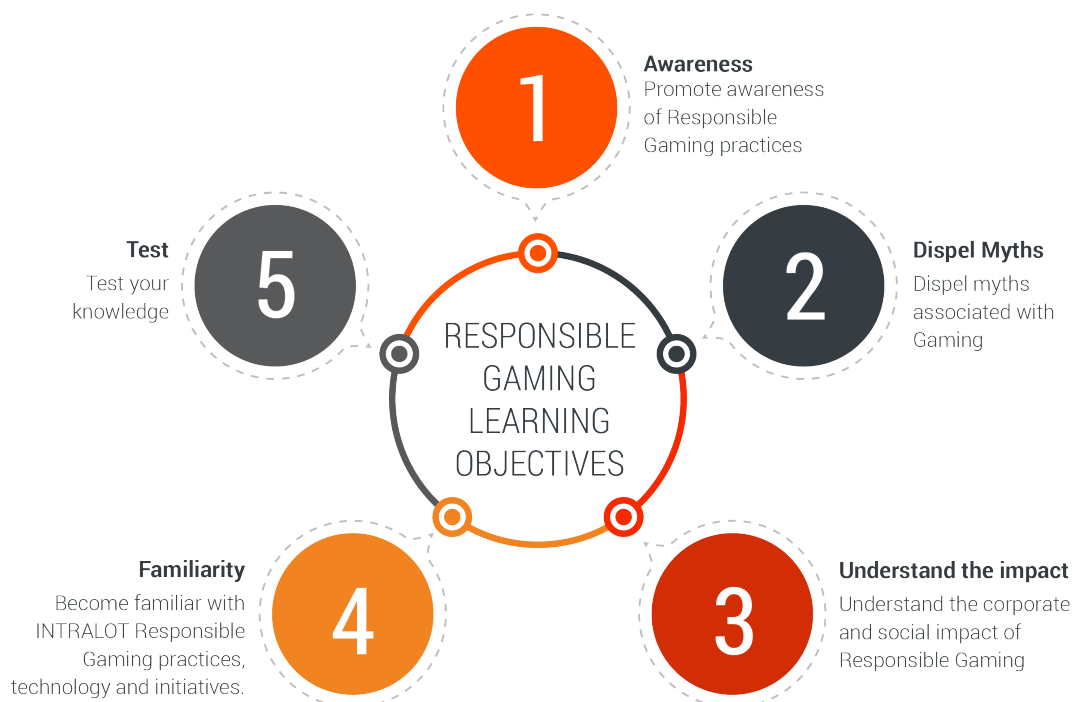 RESPONSIBLE
GAMING
LEARNING
OBJECTIVES
1
Awareness
Promote awareness
of Responsible
Gaming practices
2
Dispel Myths
Dispel myths
associated with
Gaming
3
Understand the impact
Understand the corporate
and social impact of
Responsible Gaming
4
Familiarity
Become familiar with
INTRALOT Responsible
Gaming practices,
technology and initiatives.
5
Test
Test your
knowledge